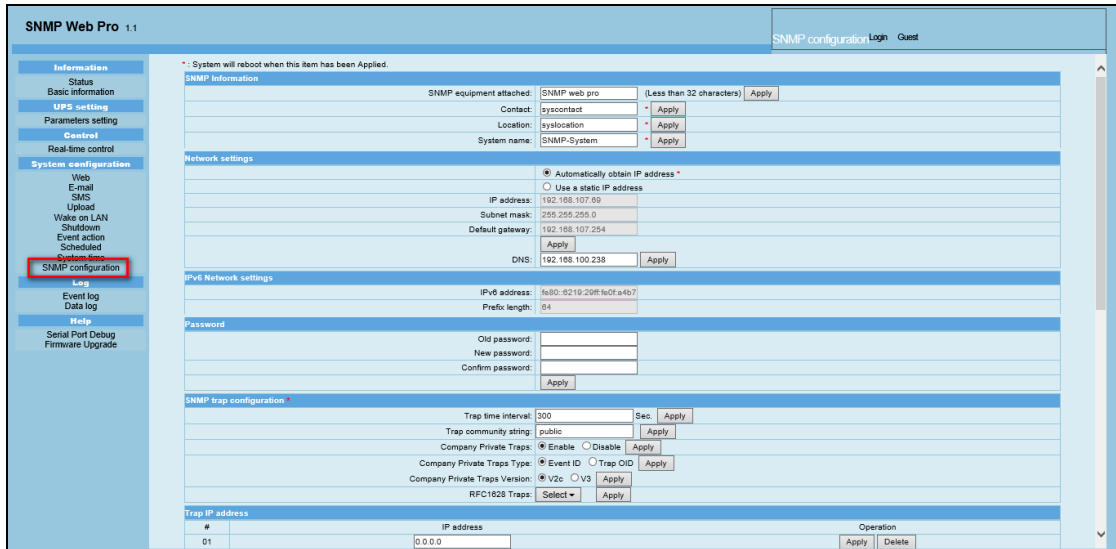 SNMP Web Pro 1.1
SNMP configuration Login Guest
Information
Status
Basic information
UPS setting
Parameters setting
Control
Real-time control
System configuration
Web
E-mail
SMS
Upload
Wake on LAN
Shutdown
Event action
Scheduled
System time
SNMP configuration
Log
Event log
Data log
Help
Serial Port Debug
Firmware Upgrade
* : System will reboot when this item has been Applied.
SNMP Information
SNMP equipment attached: SNMP web pro (Less than 32 characters) Apply
Contact: syscontact * Apply
Location: syslocation * Apply
System name: SNMP-System * Apply
Network settings
Automatically obtain IP address *
Use a static IP address
IP address: 192.168.107.69
Subnet mask: 255.255.255.0
Default gateway: 192.168.107.254
Apply
DNS: 192.168.100.238 Apply
IPv6 Network settings
IPv6 address: fe80::6219:29ff:fe0f:a4b7
Prefix length: 64
Password
Old password:
New password:
Confirm password:
Apply
SNMP trap configuration *
Trap time interval: 300 Sec. Apply
Trap community string: public Apply
Company Private Traps: Enable Disable Apply
Company Private Traps Type: Event ID Trap OID Apply
Company Private Traps Version: V2c V3 Apply
RFC1628 Traps: Select Apply
Trap IP address
# IP address Operation
01 0.0.0.0 Apply Delete